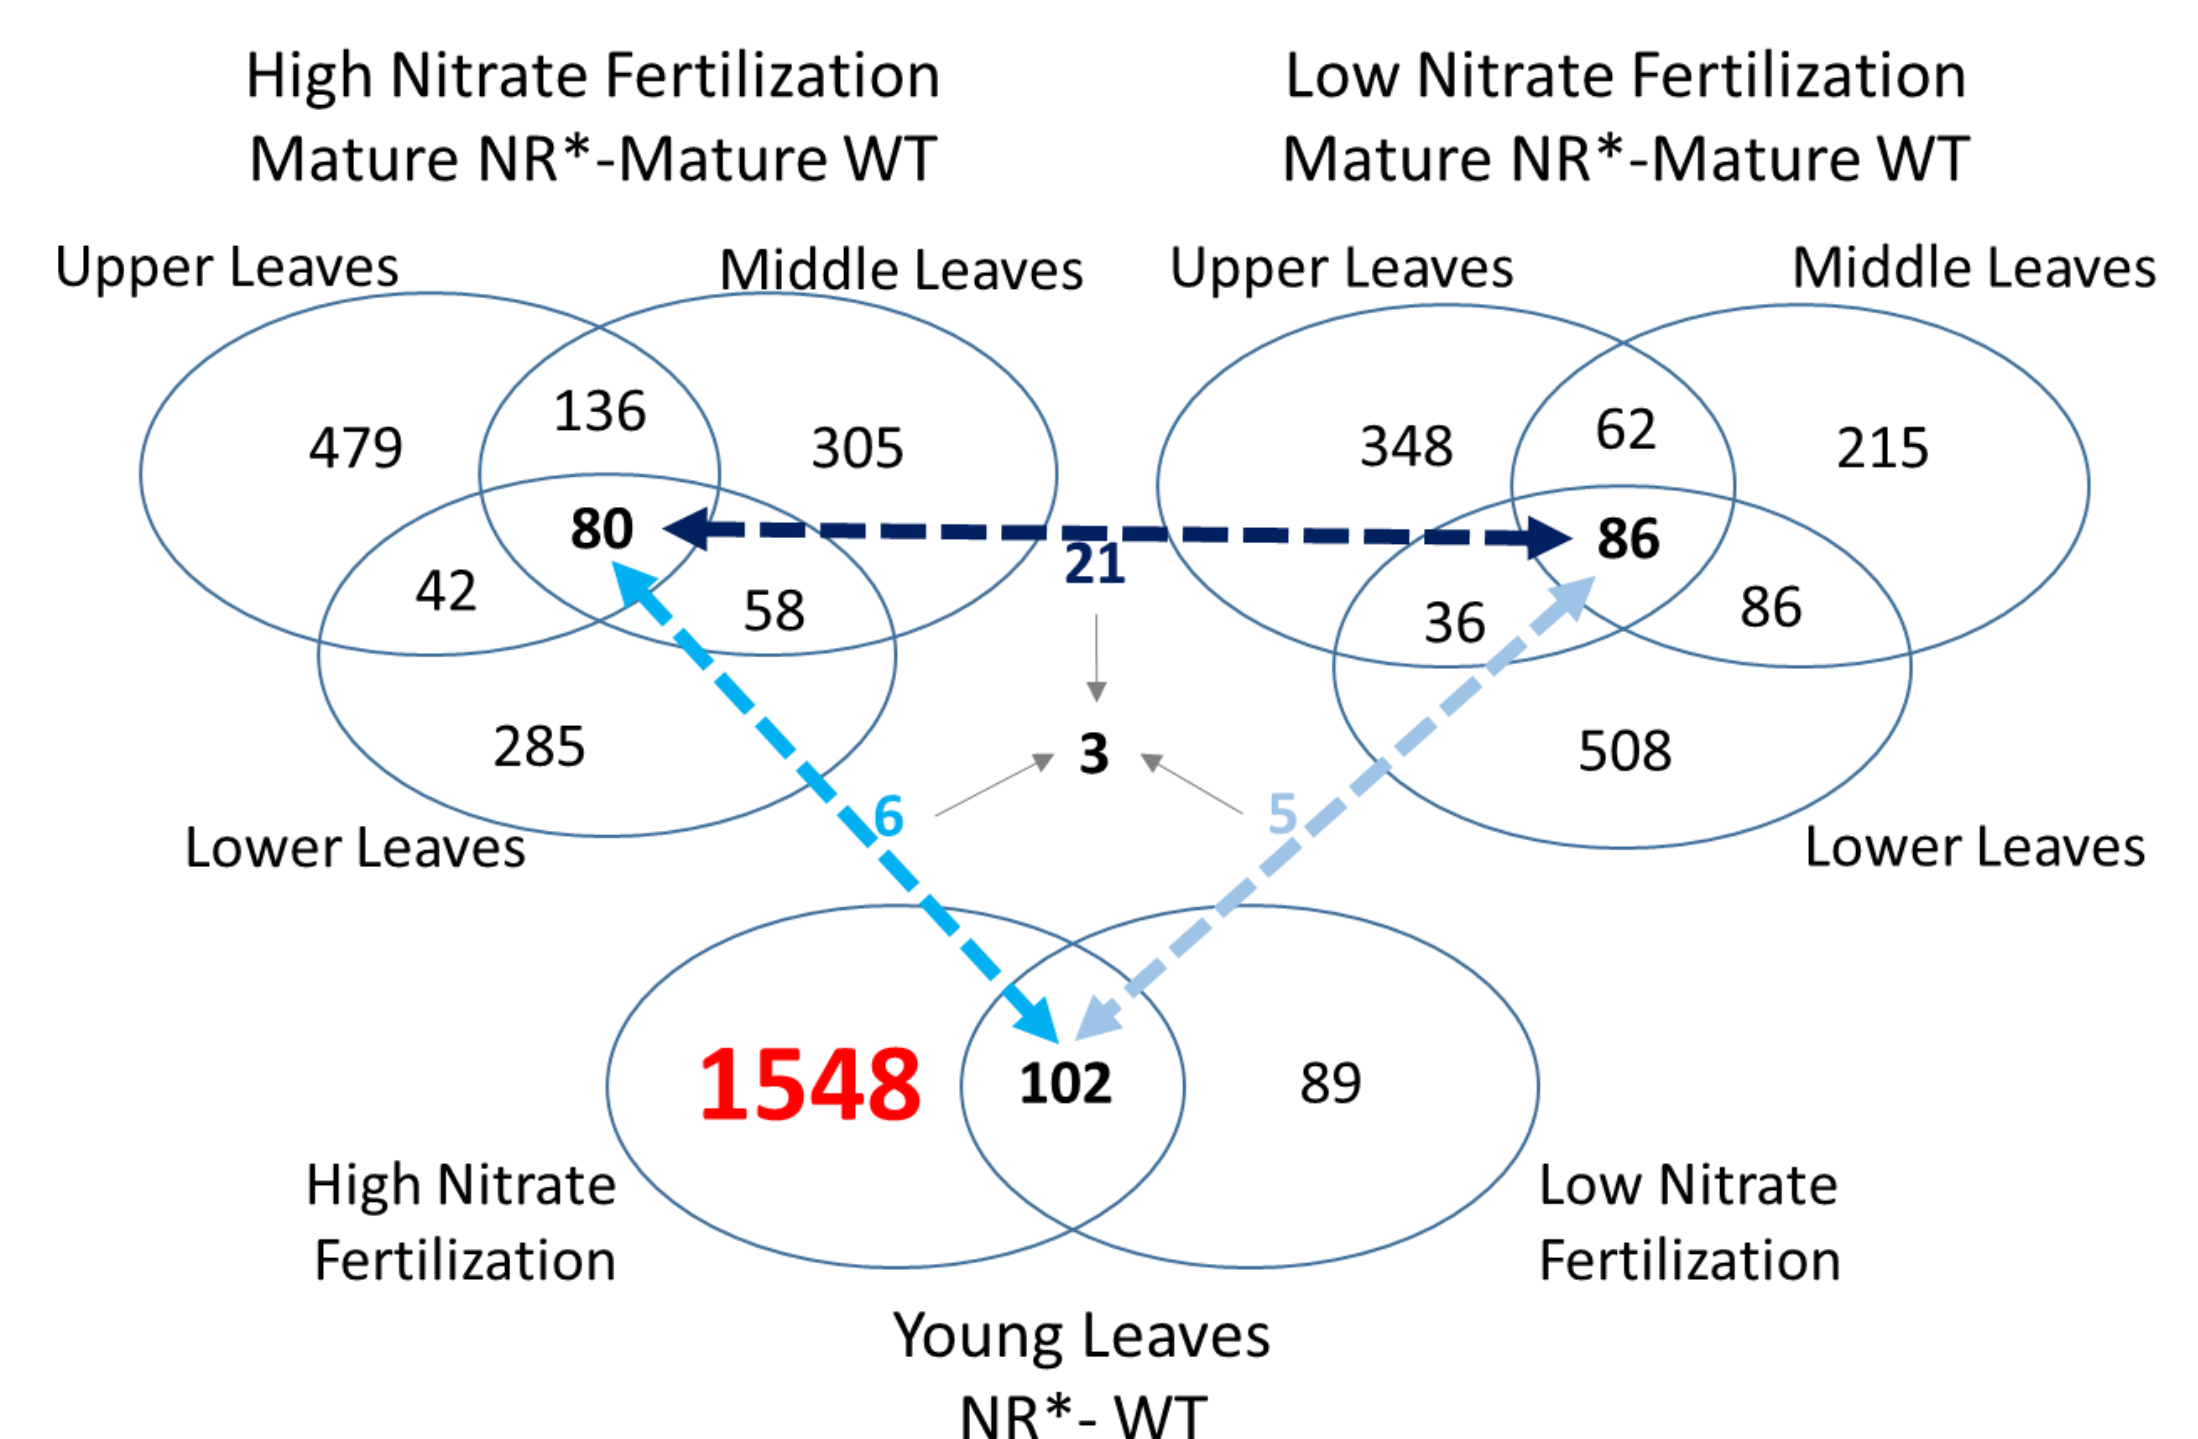 High Nitrate Fertilization
Mature NR*-Mature WT
Low Nitrate Fertilization
Mature NR*-Mature WT
Upper Leaves
Middle Leaves
Upper Leaves
Middle Leaves
479
136
305
80
42
58
285
Lower Leaves
348
62
215
86
36
86
508
Lower Leaves
21
3
6
5
1548
102
89
High Nitrate
Fertilization
Low Nitrate
Fertilization
Young Leaves
NR*- WT